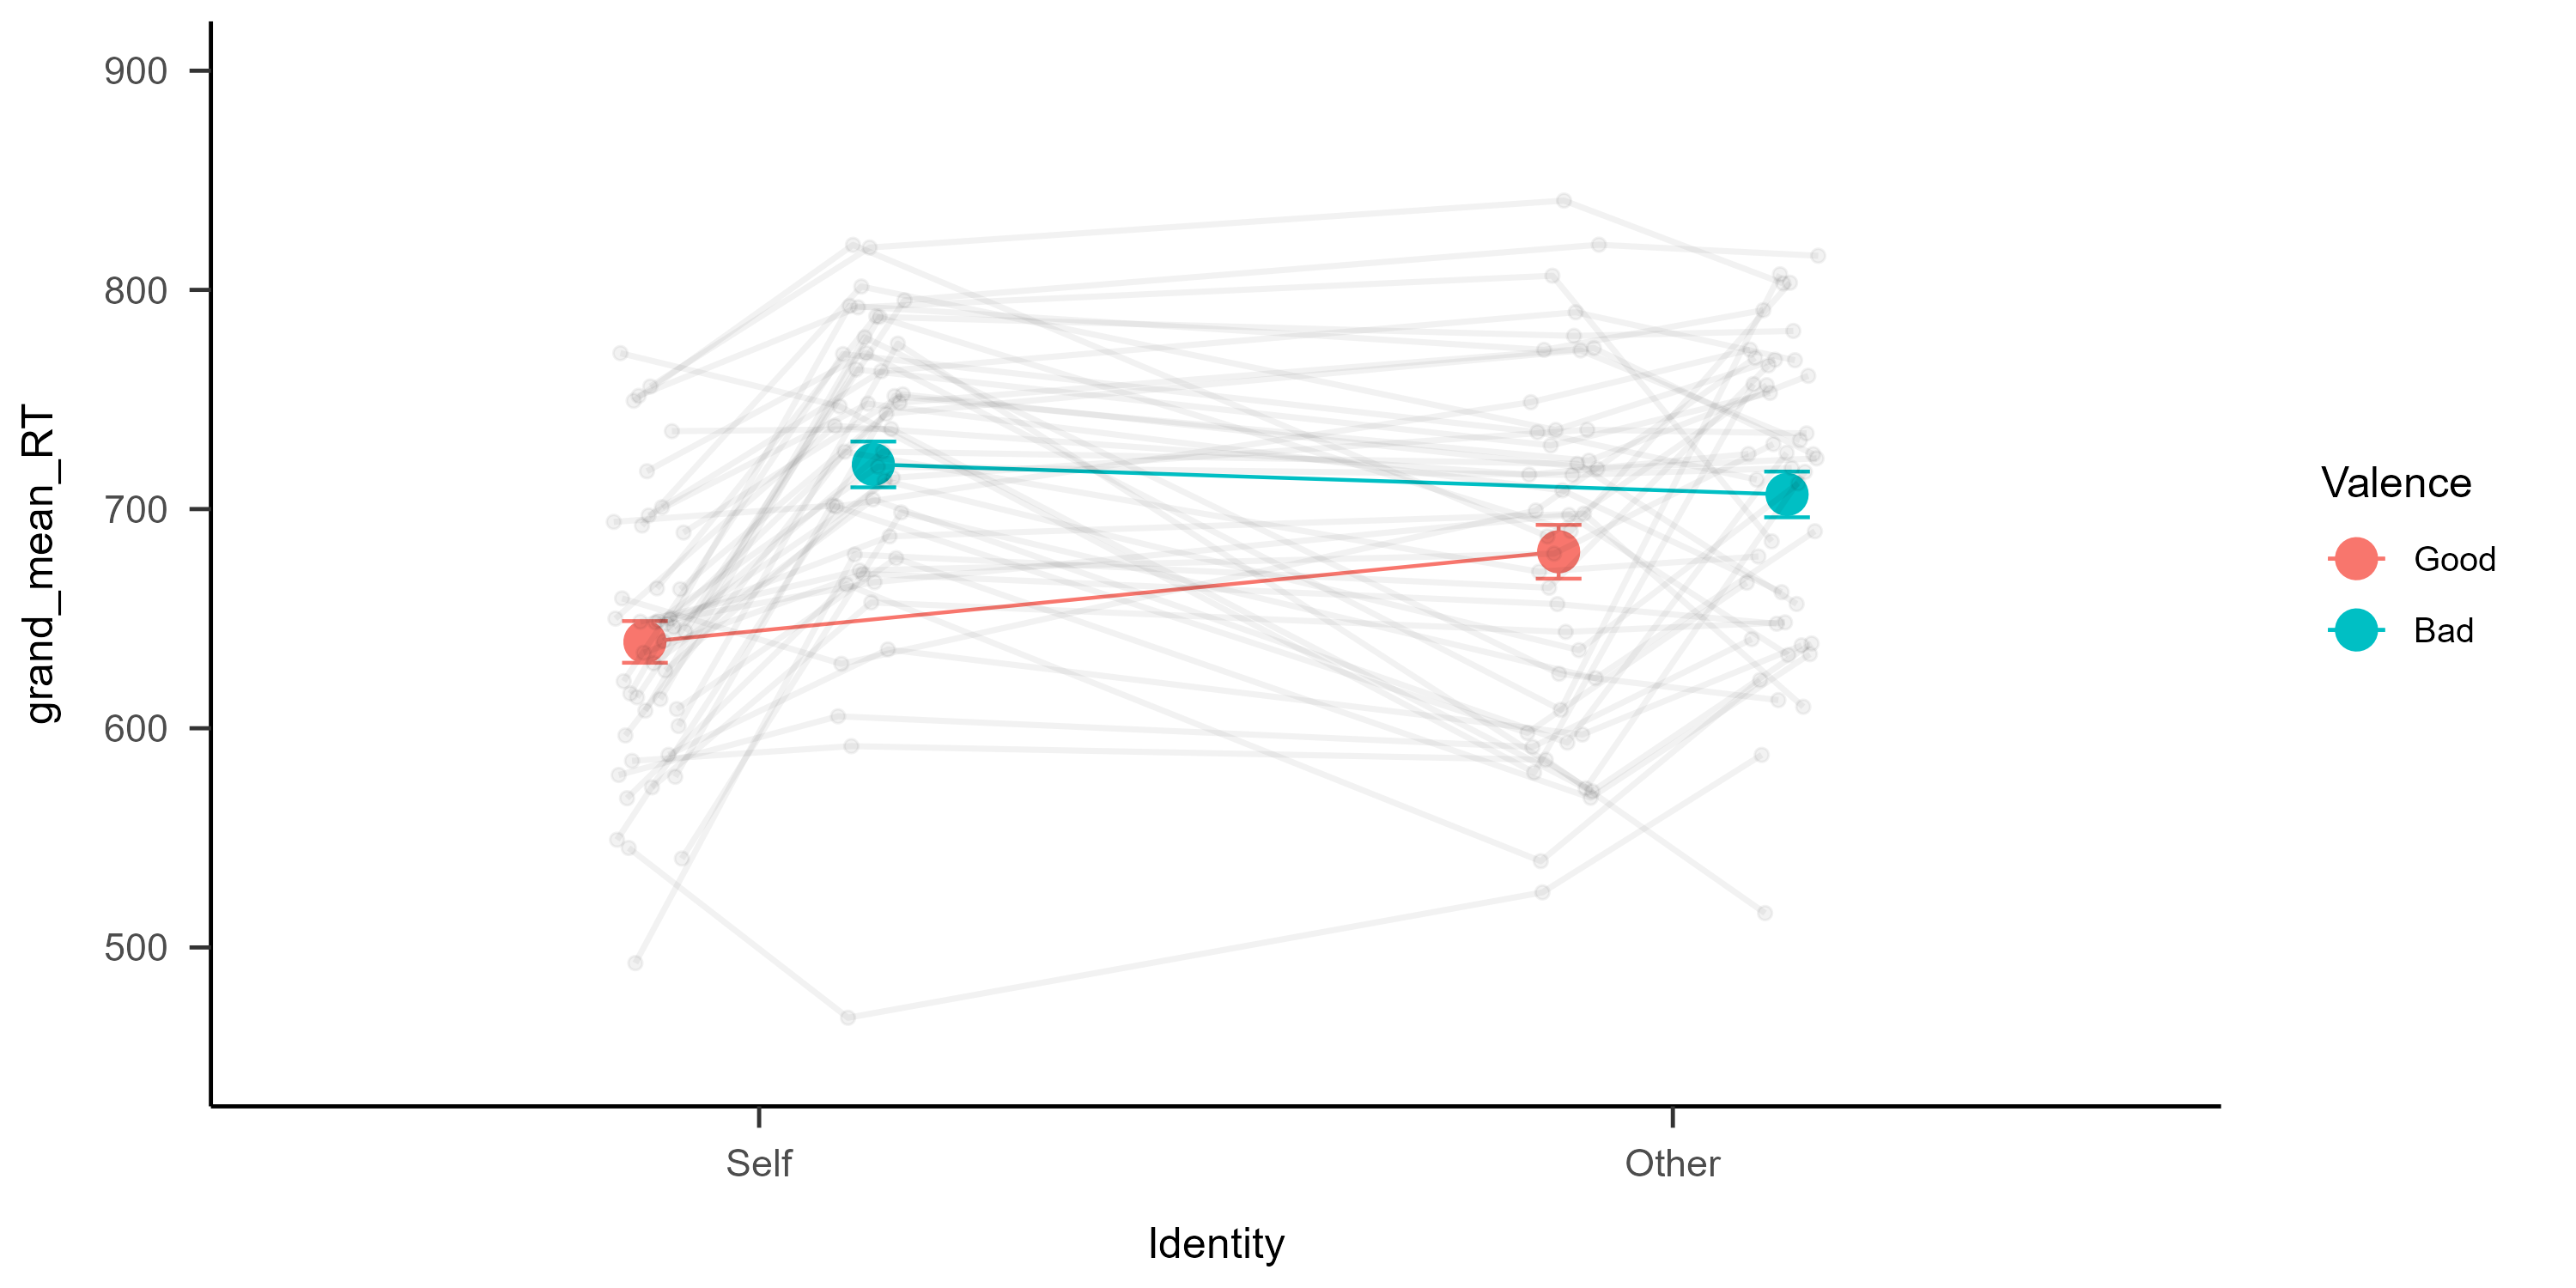 900
800
700
600
500
grand_mean_RT
Self
Other
Identity
Valence
Good
Bad